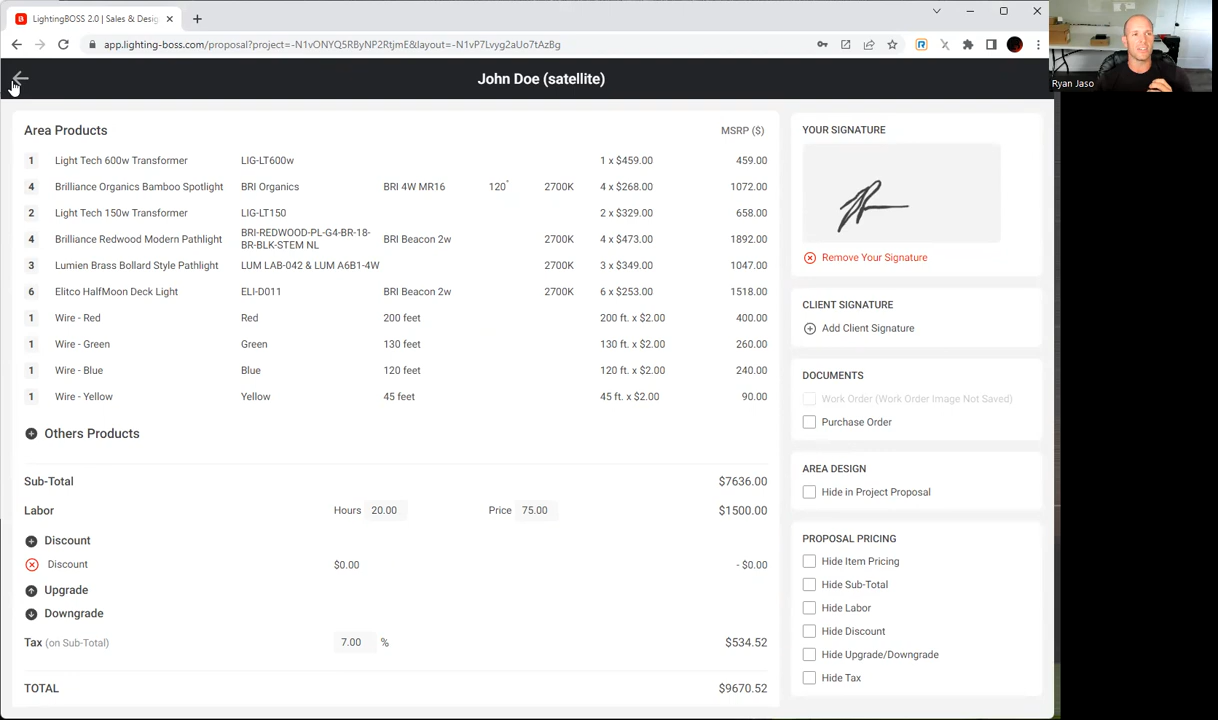 LightingBOSS 2.0 | Sales & Desig
app.lighting-boss.com/proposal?project=-N1vONYQ5RByNP2RtjmE&layout=-N1vP7Lvyg2aUo7tAzBg
Ryan Jaso
John Doe (satellite)
Area Products MSRP ($)
1 Light Tech 600w Transformer LIG-LT600w 1 x $459.00 459.00
4 Brilliance Organics Bamboo Spotlight BRI Organics BRI 4W MR16 120° 2700K 4 x $268.00 1072.00
2 Light Tech 150w Transformer LIG-LT150 2 x $329.00 658.00
4 Brilliance Redwood Modern Pathlight BRI-REDWOOD-PL-G4-BR-18-
BR-BLK-STEM NL BRI Beacon 2w 2700K 4 x $473.00 1892.00
3 Lumien Brass Bollard Style Pathlight LUM LAB-042 & LUM A6B1-4W 2700K 3 x $349.00 1047.00
6 Elitco HalfMoon Deck Light ELI-D011 BRI Beacon 2w 2700K 6 x $253.00 1518.00
1 Wire - Red Red 200 feet 200 ft. x $2.00 400.00
1 Wire - Green Green 130 feet 130 ft. x $2.00 260.00
1 Wire - Blue Blue 120 feet 120 ft. x $2.00 240.00
1 Wire - Yellow Yellow 45 feet 45 ft. x $2.00 90.00
Others Products
Sub-Total $7636.00
Labor Hours 20.00 Price 75.00 $1500.00
Discount
Discount $0.00 - $0.00
Upgrade
Downgrade
Tax (on Sub-Total) 7.00 % $534.52
TOTAL $9670.52
YOUR SIGNATURE
Remove Your Signature
CLIENT SIGNATURE
Add Client Signature
DOCUMENTS
Work Order (Work Order Image Not Saved)
Purchase Order
AREA DESIGN
Hide in Project Proposal
PROPOSAL PRICING
Hide Item Pricing
Hide Sub-Total
Hide Labor
Hide Discount
Hide Upgrade/Downgrade
Hide Tax